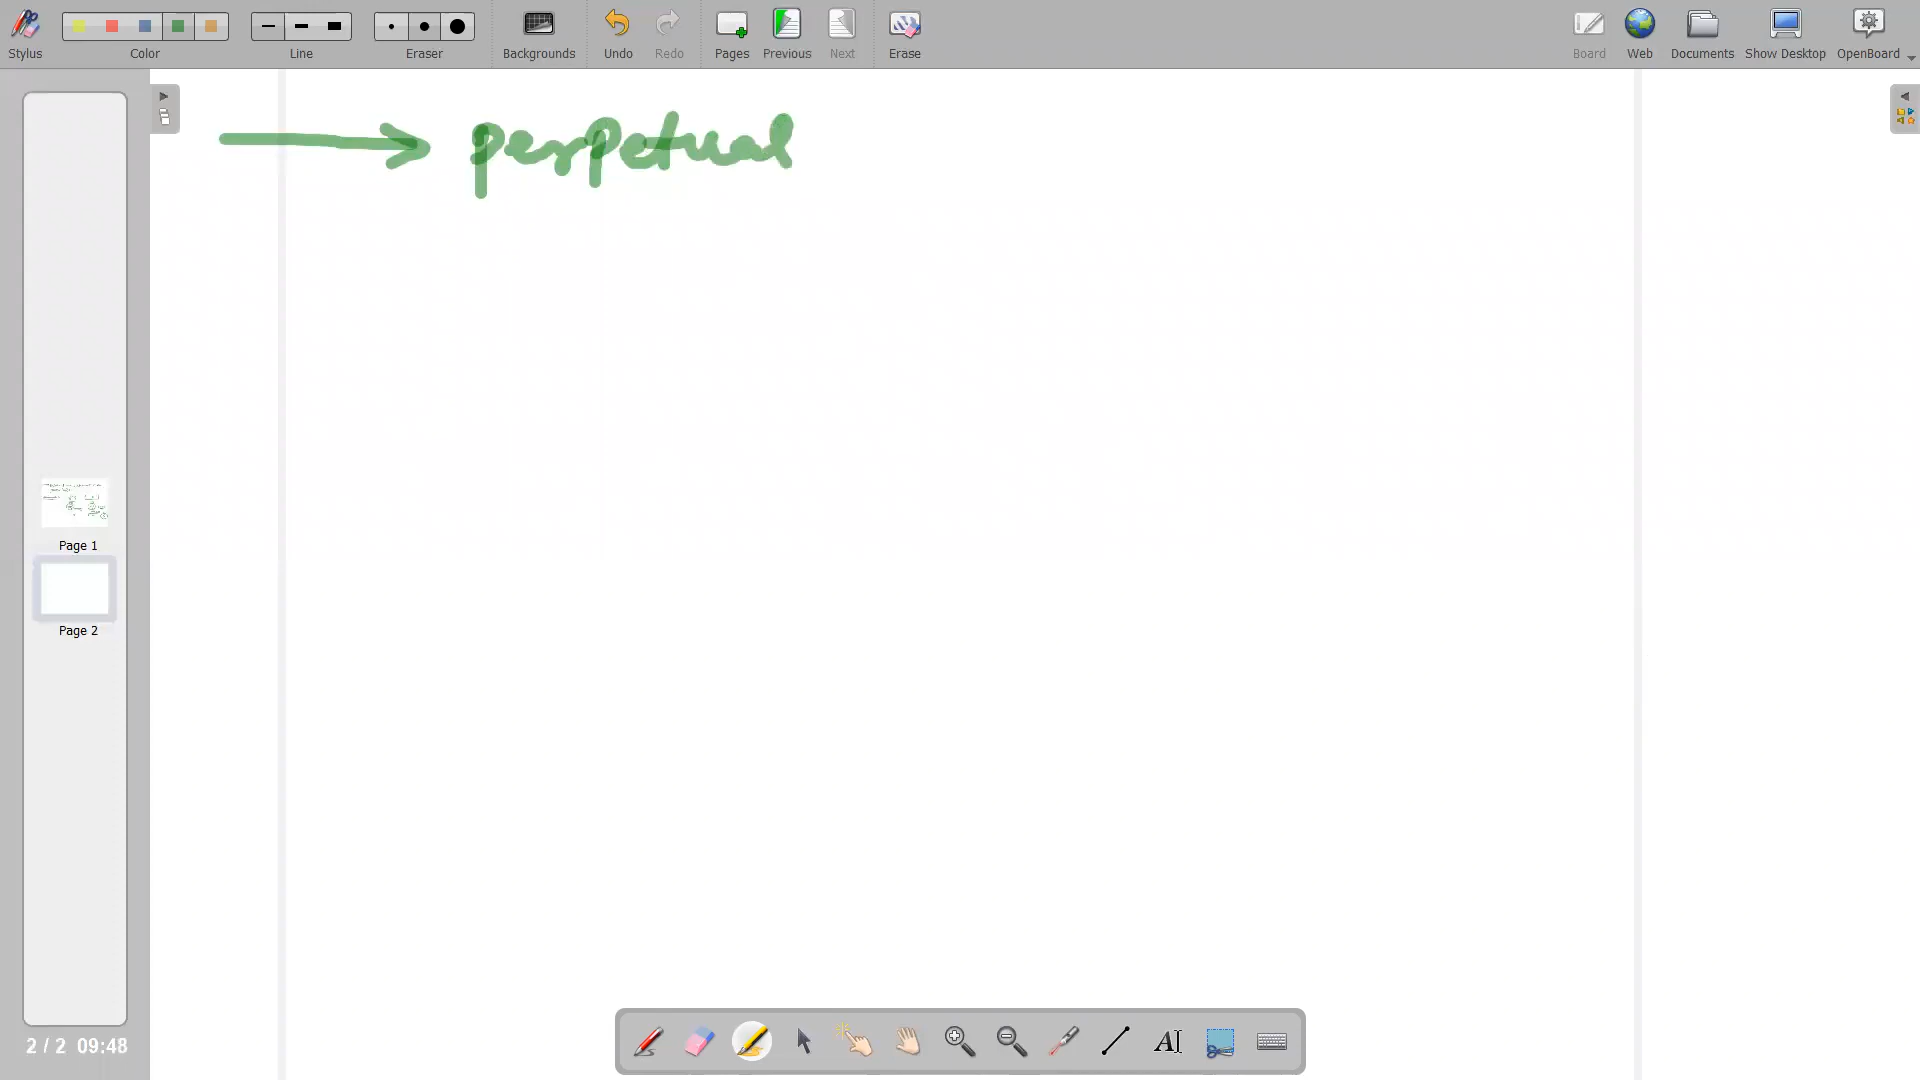 Stylus Color Line Eraser Backgrounds Undo Redo Pages Previous Next Erase Board Web Documents Show Desktop OpenBoard
→ perpetual
Page 1
Page 2
2 / 2 09:48